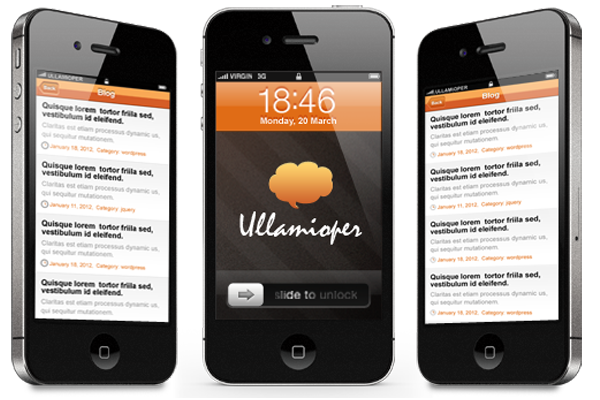 ULLAMIOPER
Back
Blog
Quisque lorem tortor friila sed,
vestibulum id eleifend.
Claritas est etiam processus dynamic us,
qui sequitur mutationem.
January 18, 2012, Category: wordpress
Quisque lorem tortor friila sed,
vestibulum id eleifend.
Claritas est etiam processus dynamic us,
qui sequitur mutationem.
January 11, 2012, Category: jquery
Quisque lorem tortor friila sed,
vestibulum id eleifend.
Claritas est etiam processus dynamic us,
qui sequitur mutationem.
January 18, 2012, Category: wordpress
Quisque lorem tortor friila sed,
vestibulum id eleifend.
Claritas est etiam processus dynamic us,
qui sequitur mutationem.
VIRGIN 3G
18:46
Monday, 20 March
Ullamioper
slide to unlock
ULLAMIOPER
Back
Blog
Quisque lorem tortor friila sed,
vestibulum id eleifend.
Claritas est etiam processus dynamic us,
qui sequitur mutationem.
January 18, 2012, Category: wordpress
Quisque lorem tortor friila sed,
vestibulum id eleifend.
Claritas est etiam processus dynamic us,
qui sequitur mutationem.
January 11, 2012, Category: jquery
Quisque lorem tortor friila sed,
vestibulum id eleifend.
Claritas est etiam processus dynamic us,
qui sequitur mutationem.
January 18, 2012, Category: wordpress
Quisque lorem tortor friila sed,
vestibulum id eleifend.
Claritas est etiam processus dynamic us,
qui sequitur mutationem.
January 18, 2012, Category: wordpress